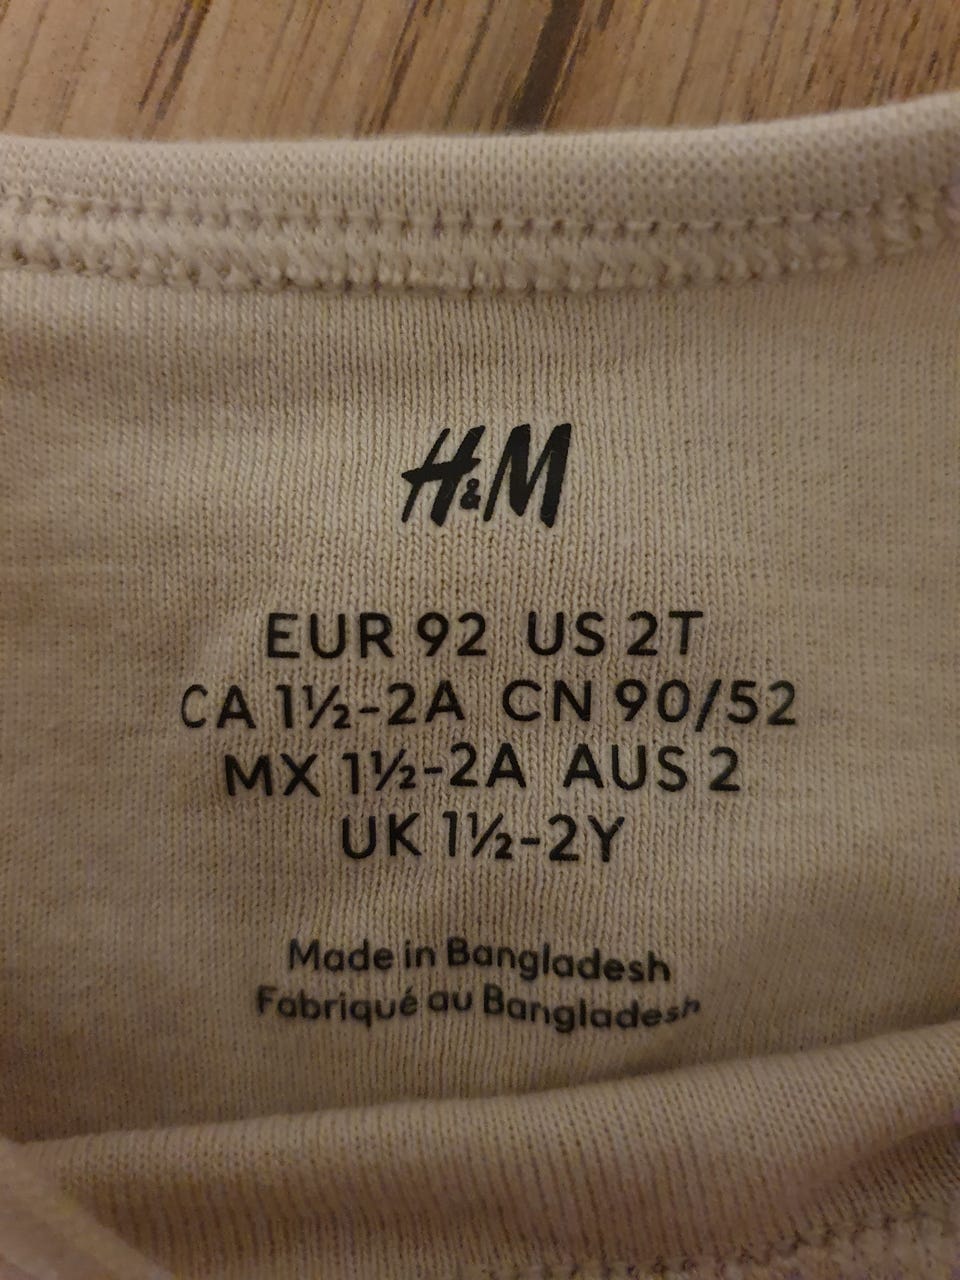 H&M
EUR 92 US 2T
CA 1½-2A CN 90/52
MX 1½-2A AUS 2
UK 1½-2Y
Made in Bangladesh
Fabriqué au Bangladesh